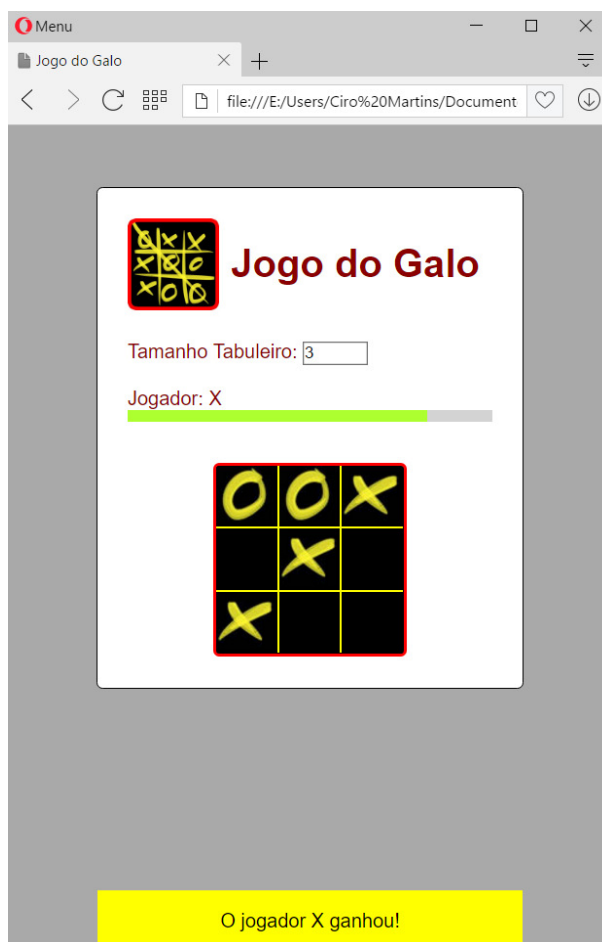 Menu
Jogo do Galo
file:///E:/Users/Ciro%20Martins/Document
Jogo do Galo
Tamanho Tabuleiro: 3
Jogador: X
O O X
X
X
O jogador X ganhou!